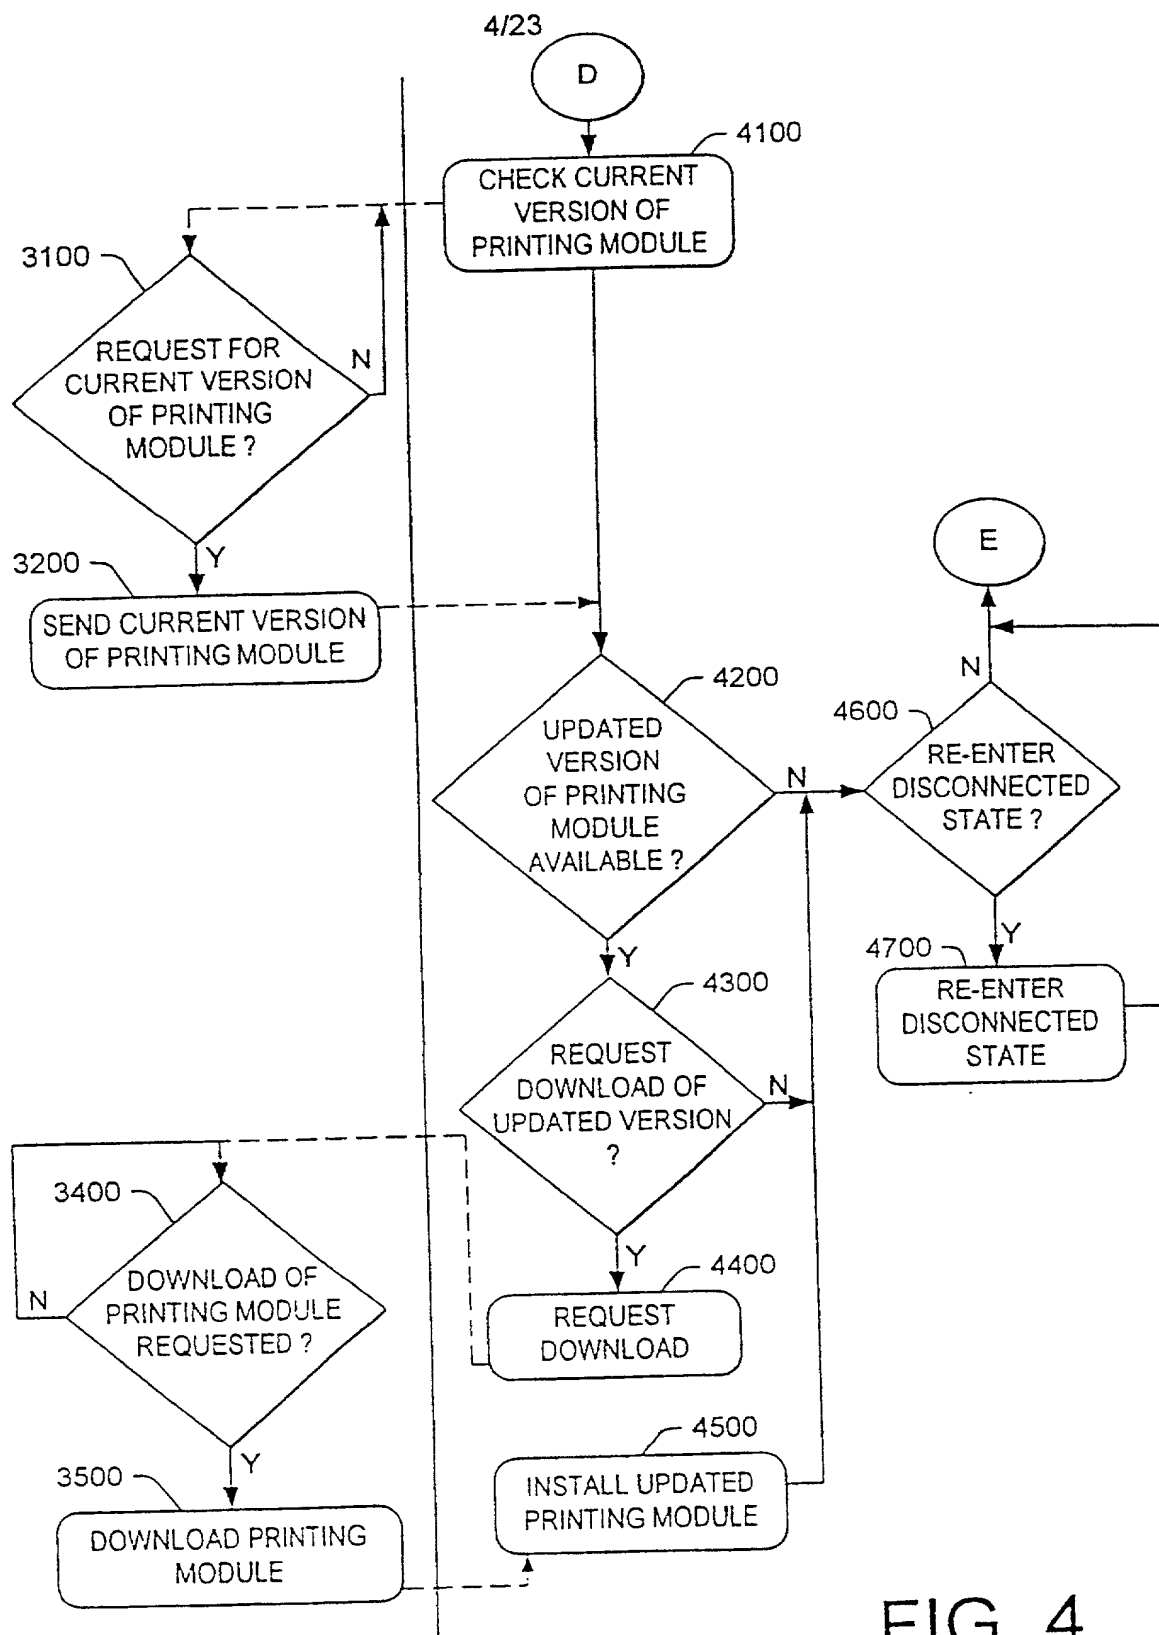 4/23
D
4100
CHECK CURRENT
VERSION OF
PRINTING MODULE
3100
REQUEST FOR
CURRENT VERSION
OF PRINTING
MODULE ?
N
Y
3200
SEND CURRENT VERSION
OF PRINTING MODULE
E
N
4200
UPDATED
VERSION
OF PRINTING
MODULE
AVAILABLE ?
N
Y
4600
RE-ENTER
DISCONNECTED
STATE ?
Y
4700
RE-ENTER
DISCONNECTED
STATE
4300
REQUEST
DOWNLOAD OF
UPDATED VERSION
?
N
Y
3400
DOWNLOAD OF
PRINTING MODULE
REQUESTED ?
N
Y
4400
REQUEST
DOWNLOAD
4500
INSTALL UPDATED
PRINTING MODULE
3500
DOWNLOAD PRINTING
MODULE
FIG. 4